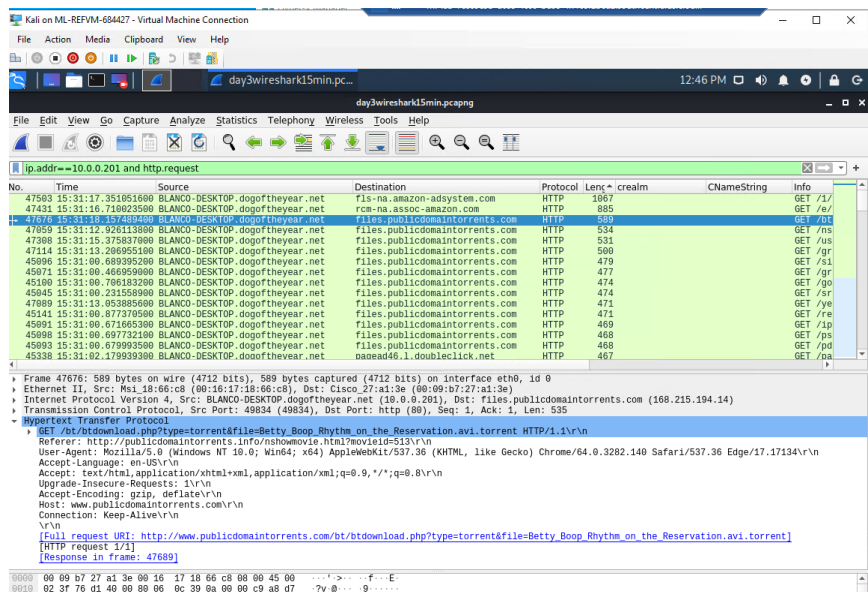 Kali on ML-REFVM-684427 - Virtual Machine Connection
File Action Media Clipboard View Help
day3wireshark15min.pc...
12:46 PM
day3wireshark15min.pcapng
File Edit View Go Capture Analyze Statistics Telephony Wireless Tools Help
ip.addr==10.0.0.201 and http.request
No. Time Source Destination Protocol Leng crealm CNameString Info
47503 15:31:17.351051600 BLANCO-DESKTOP.dogoftheyear.net fls-na.amazon-adsystem.com HTTP 1067 GET /1/
47431 15:31:16.710023500 BLANCO-DESKTOP.dogoftheyear.net rcm-na.assoc-amazon.com HTTP 885 GET /e/
47676 15:31:18.157489400 BLANCO-DESKTOP.dogoftheyear.net files.publicdomaintorrents.com HTTP 589 GET /bt
47059 15:31:12.926113800 BLANCO-DESKTOP.dogoftheyear.net files.publicdomaintorrents.com HTTP 534 GET /ns
47308 15:31:15.375837000 BLANCO-DESKTOP.dogoftheyear.net files.publicdomaintorrents.com HTTP 531 GET /us
47114 15:31:13.206955100 BLANCO-DESKTOP.dogoftheyear.net files.publicdomaintorrents.com HTTP 500 GET /gr
45096 15:31:00.689395200 BLANCO-DESKTOP.dogoftheyear.net files.publicdomaintorrents.com HTTP 479 GET /si
45071 15:31:00.466959000 BLANCO-DESKTOP.dogoftheyear.net files.publicdomaintorrents.com HTTP 477 GET /gr
45100 15:31:00.706183200 BLANCO-DESKTOP.dogoftheyear.net files.publicdomaintorrents.com HTTP 474 GET /go
45045 15:31:00.231558900 BLANCO-DESKTOP.dogoftheyear.net files.publicdomaintorrents.com HTTP 474 GET /sr
47089 15:31:13.053885600 BLANCO-DESKTOP.dogoftheyear.net files.publicdomaintorrents.com HTTP 471 GET /ye
45141 15:31:00.877370500 BLANCO-DESKTOP.dogoftheyear.net files.publicdomaintorrents.com HTTP 471 GET /re
45091 15:31:00.671665300 BLANCO-DESKTOP.dogoftheyear.net files.publicdomaintorrents.com HTTP 469 GET /ip
45098 15:31:00.697732100 BLANCO-DESKTOP.dogoftheyear.net files.publicdomaintorrents.com HTTP 468 GET /ps
45093 15:31:00.679993500 BLANCO-DESKTOP.dogoftheyear.net files.publicdomaintorrents.com HTTP 468 GET /pd
45338 15:31:02.179939300 BLANCO-DESKTOP.dogoftheyear.net pagead46.l.doubleclick.net HTTP 467 GET /pa
Frame 47676: 589 bytes on wire (4712 bits), 589 bytes captured (4712 bits) on interface eth0, id 0
Ethernet II, Src: Msi_18:66:c8 (00:16:17:18:66:c8), Dst: Cisco_27:a1:3e (00:09:b7:27:a1:3e)
Internet Protocol Version 4, Src: BLANCO-DESKTOP.dogoftheyear.net (10.0.0.201), Dst: files.publicdomaintorrents.com (168.215.194.14)
Transmission Control Protocol, Src Port: 49834 (49834), Dst Port: http (80), Seq: 1, Ack: 1, Len: 535
Hypertext Transfer Protocol
GET /bt/btdownload.php?type=torrent&file=Betty_Boop_Rhythm_on_the_Reservation.avi.torrent HTTP/1.1\r\n
Referer: http://publicdomaintorrents.info/nshowmovie.html?movieid=513\r\n
User-Agent: Mozilla/5.0 (Windows NT 10.0; Win64; x64) AppleWebKit/537.36 (KHTML, like Gecko) Chrome/64.0.3282.140 Safari/537.36 Edge/17.17134\r\n
Accept-Language: en-US\r\n
Accept: text/html,application/xhtml+xml,application/xml;q=0.9,*/*;q=0.8\r\n
Upgrade-Insecure-Requests: 1\r\n
Accept-Encoding: gzip, deflate\r\n
Host: www.publicdomaintorrents.com\r\n
Connection: Keep-Alive\r\n
\r\n
[Full request URI: http://www.publicdomaintorrents.com/bt/btdownload.php?type=torrent&file=Betty_Boop_Rhythm_on_the_Reservation.avi.torrent]
[HTTP request 1/1]
[Response in frame: 47689]
0000 00 09 b7 27 a1 3e 00 16 17 18 66 c8 08 00 45 00 ···'·>·· ··f···E·
0010 02 3f 76 d1 40 00 80 06 0c 39 0a 00 00 c9 a8 d7 ·?v·@··· ·9······